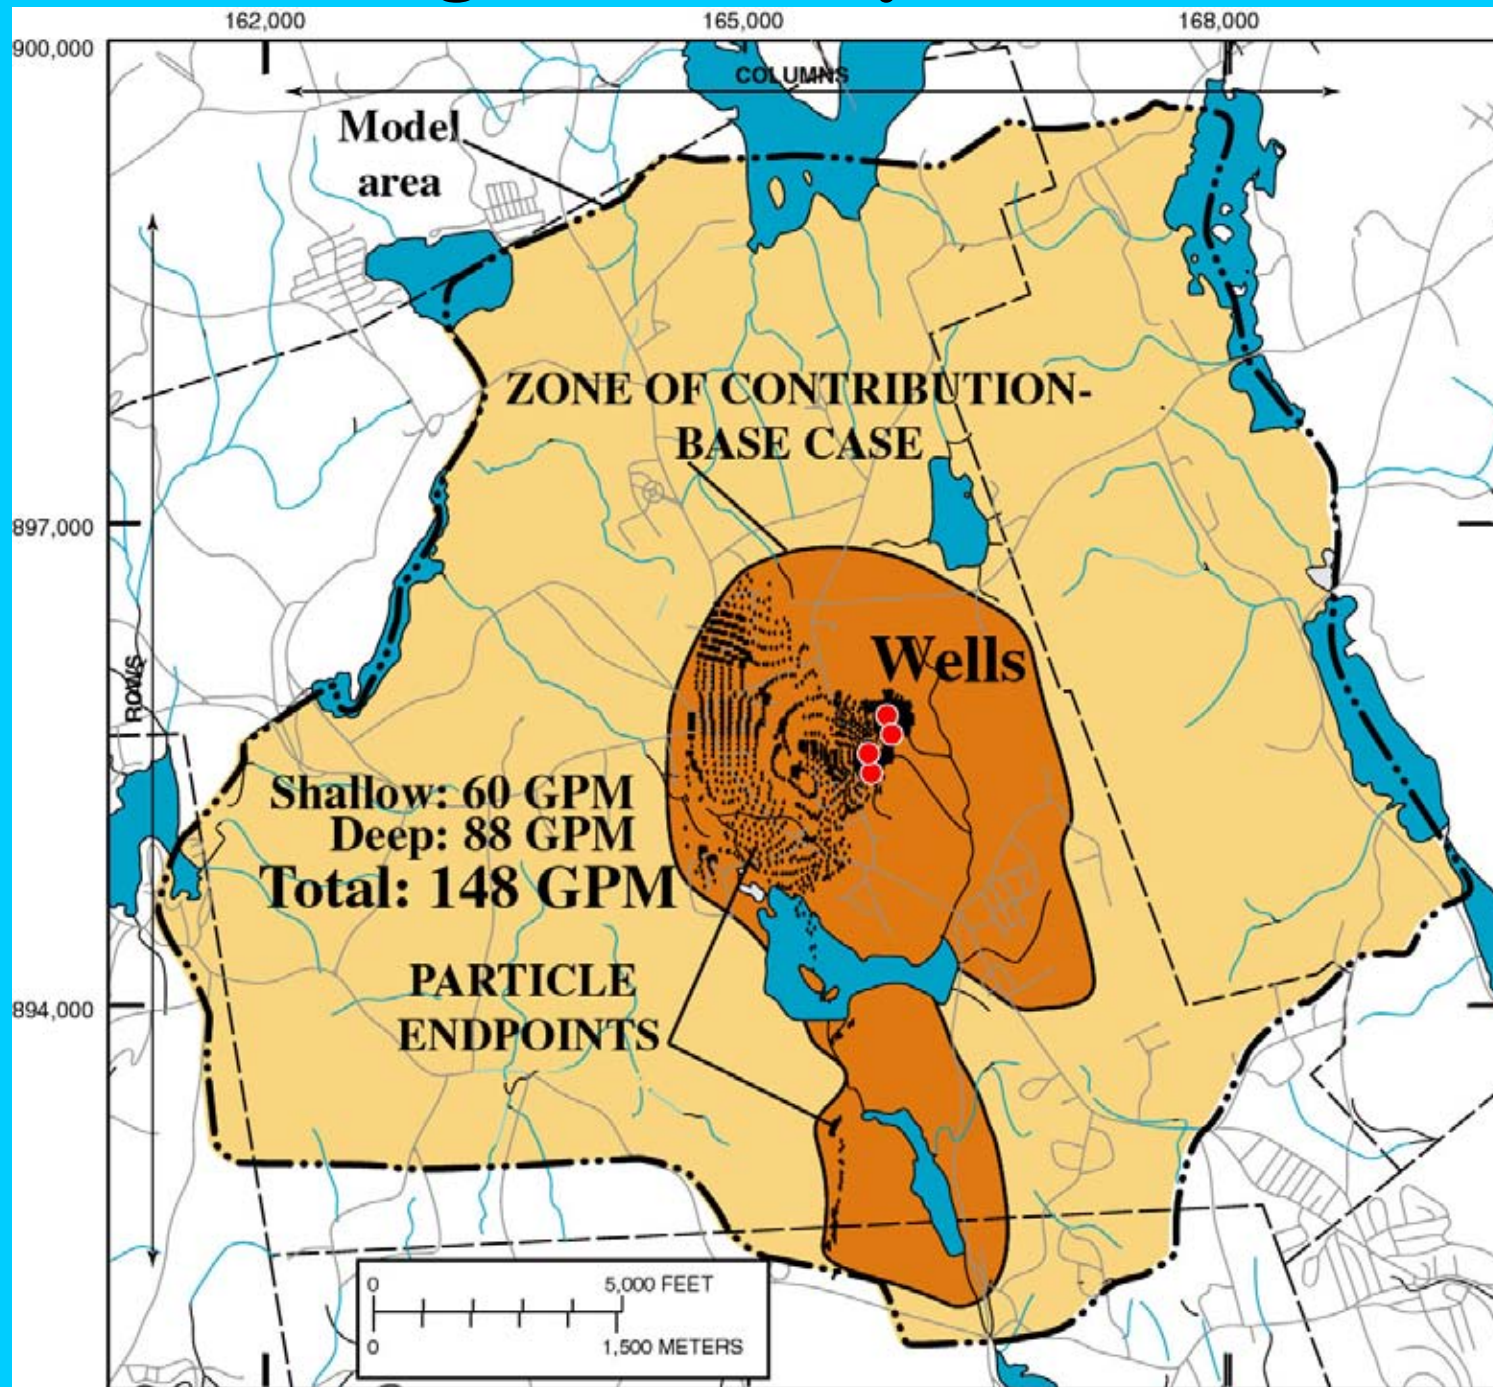 162,000 165,000 168,000
900,000
COLUMNS
Model
area
ZONE OF CONTRIBUTION-
BASE CASE
897,000
Wells
ROWS
Shallow: 60 GPM
Deep: 88 GPM
Total: 148 GPM
PARTICLE
ENDPOINTS
894,000
0 5,000 FEET
0 1,500 METERS